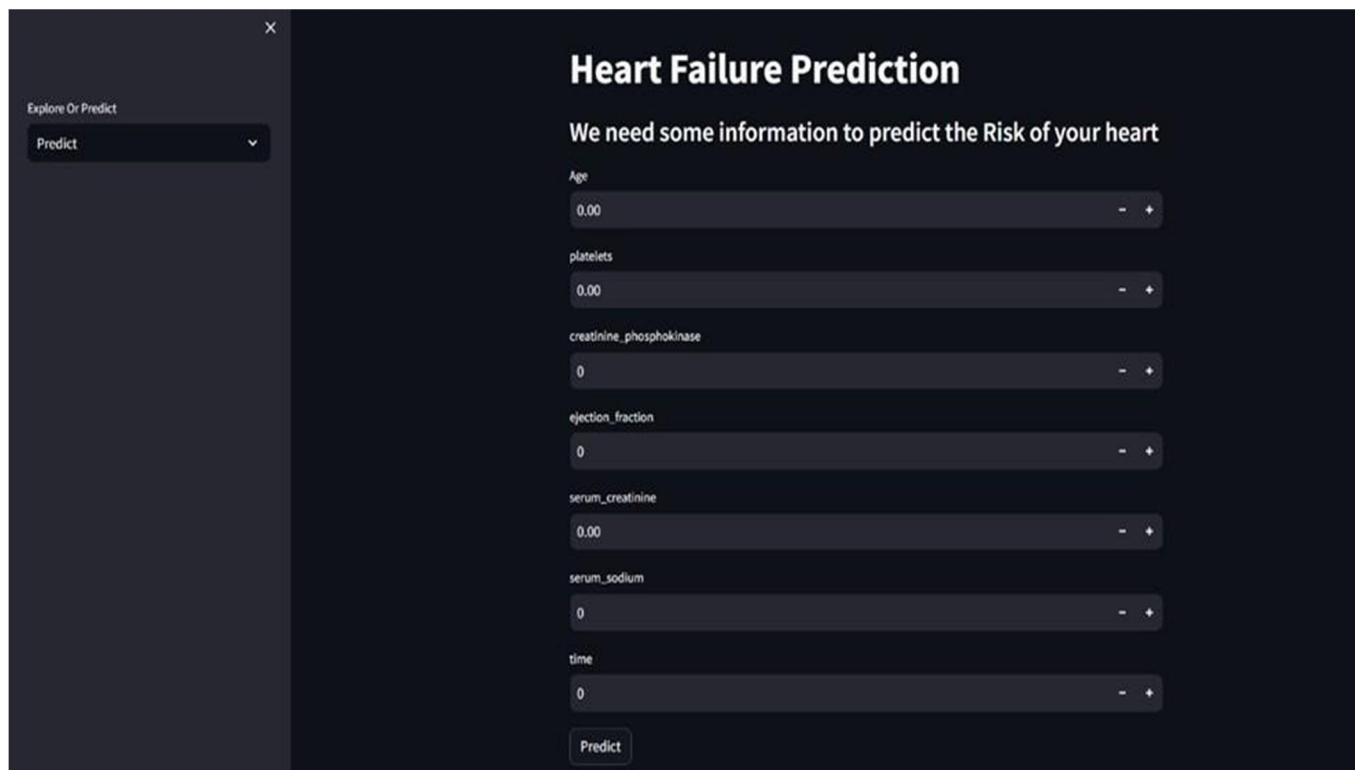 Explore Or Predict
Predict
Heart Failure Prediction
We need some information to predict the Risk of your heart
Age
0.00
platelets
0.00
creatinine_phosphokinase
0
ejection_fraction
0
serum_creatinine
0.00
serum_sodium
0
time
0
Predict